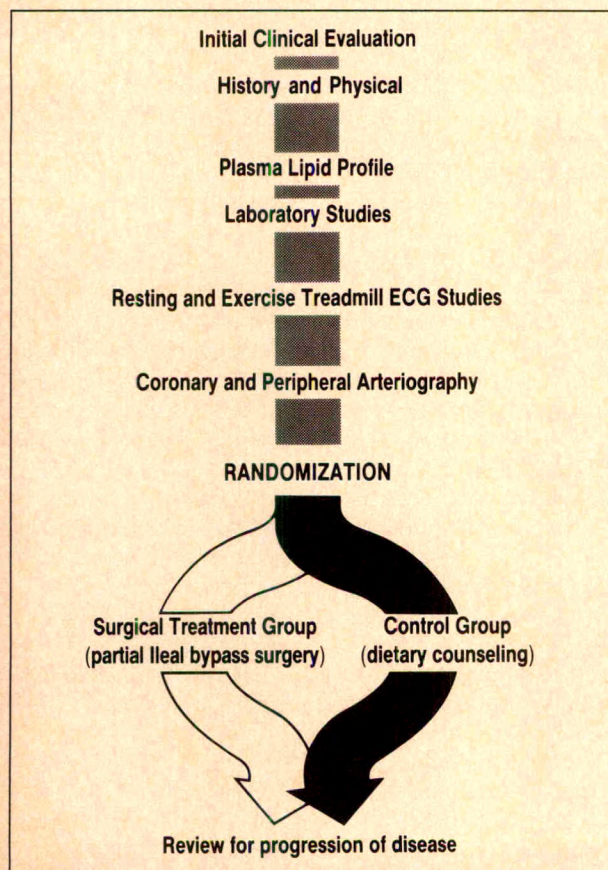 Initial Clinical Evaluation
History and Physical
Plasma Lipid Profile
Laboratory Studies
Resting and Exercise Treadmill ECG Studies
Coronary and Peripheral Arteriography
RANDOMIZATION
Surgical Treatment Group
(partial Ileal bypass surgery)
Control Group
(dietary counseling)
Review for progression of disease